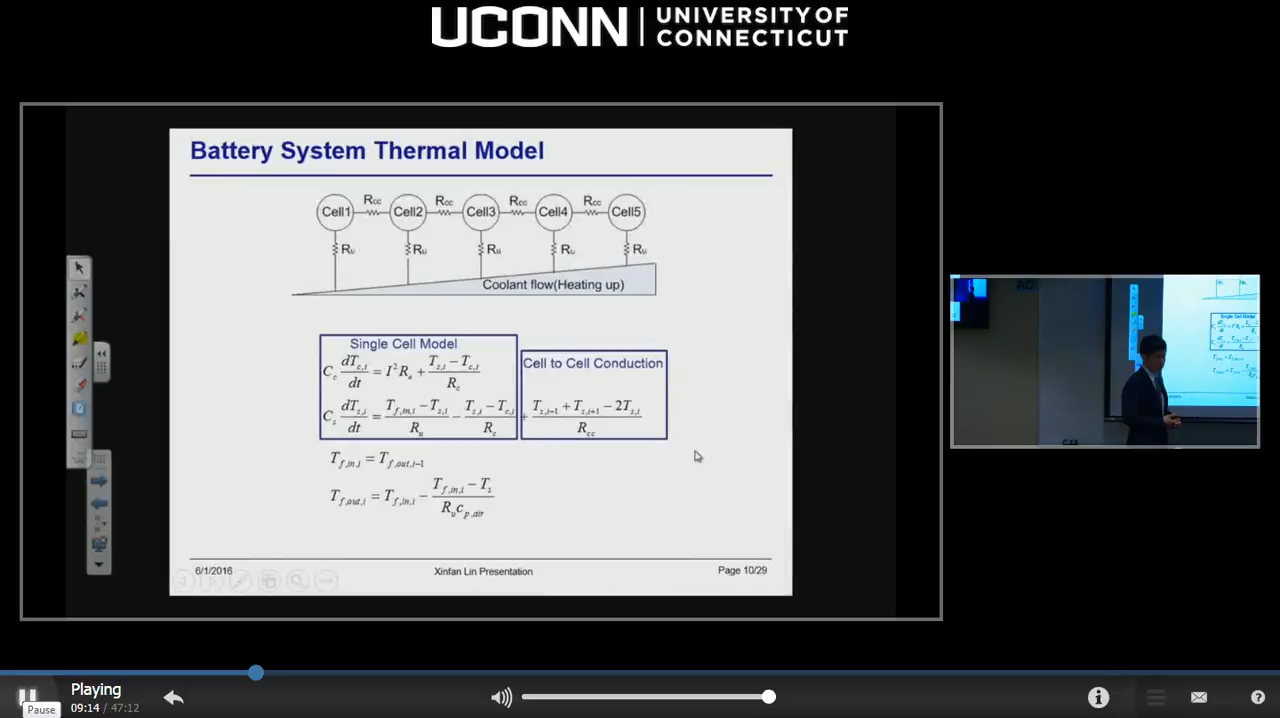 UCONN UNIVERSITY OF CONNECTICUT
Battery System Thermal Model
Rcc Rcc Rcc Rcc
Cell1 Cell2 Cell3 Cell4 Cell5
Ru Ru Ru Ru Ru
Coolant flow(Heating up)
Single Cell Model
C_c dT_{c,i}/dt = I²R_e + (T_{s,i} − T_{c,i})/R_c
Cell to Cell Conduction
C_s dT_{s,i}/dt = (T_{f,in,i} − T_{s,i})/R_u − (T_{s,i} − T_{c,i})/R_c + (T_{s,i−1} + T_{s,i+1} − 2T_{s,i})/R_{cc}
T_{f,in,i} = T_{f,out,i−1}
T_{f,out,i} = T_{f,in,i} − (T_{f,in,i} − T_s)/(R_u c_{p,air})
6/1/2016 Xinfan Lin Presentation Page 10/29
Playing
09:14 / 47:12
Pause